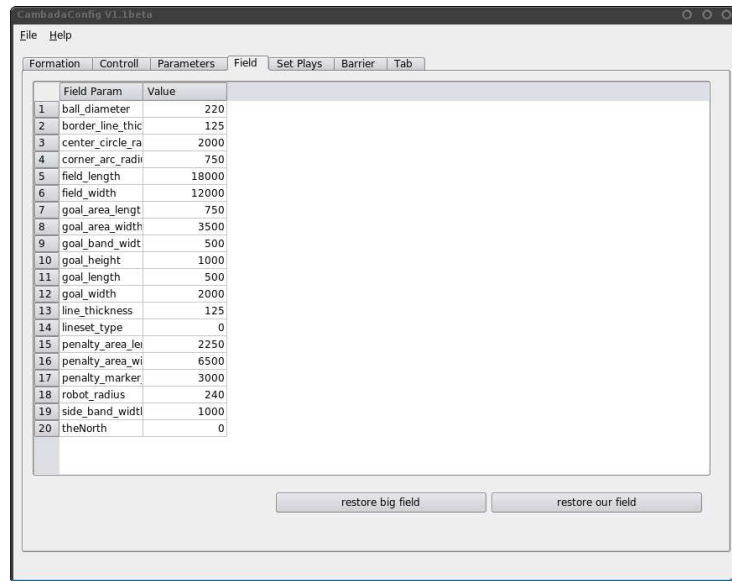 CambadaConfig V1.1beta
File Help
Formation Controll Parameters Field Set Plays Barrier Tab
Field Param Value
1 ball_diameter 220
2 border_line_thic 125
3 center_circle_ra 2000
4 corner_arc_radi 750
5 field_length 18000
6 field_width 12000
7 goal_area_lengt 750
8 goal_area_width 3500
9 goal_band_widt 500
10 goal_height 1000
11 goal_length 500
12 goal_width 2000
13 line_thickness 125
14 lineset_type 0
15 penalty_area_le 2250
16 penalty_area_wi 6500
17 penalty_marker_ 3000
18 robot_radius 240
19 side_band_widt 1000
20 theNorth 0
restore big field restore our field